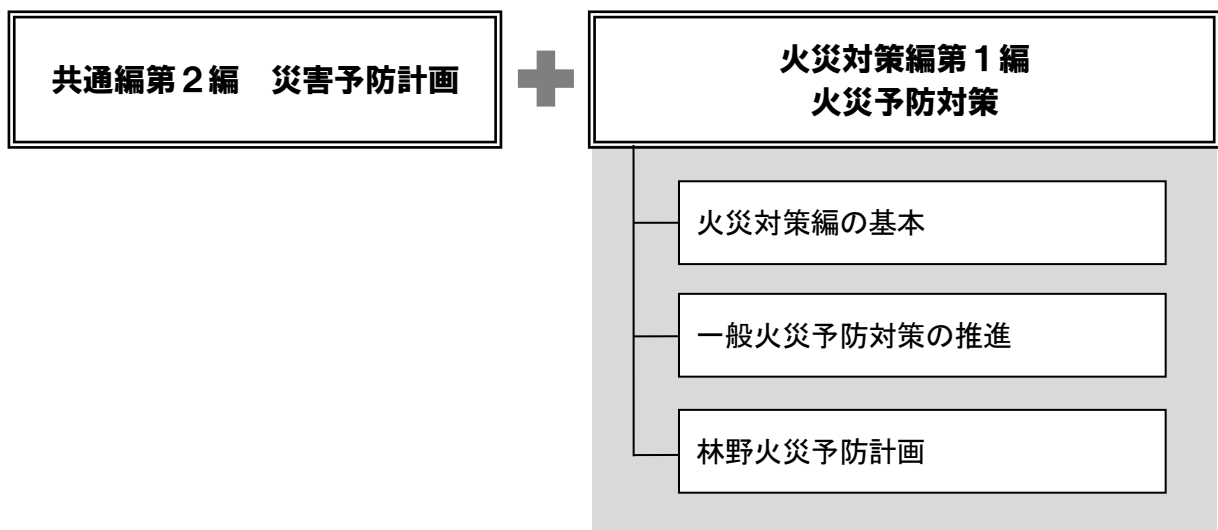 共通編第２編　災害予防計画
火災対策編第１編
火災予防対策
火災対策編の基本
一般火災予防対策の推進
林野火災予防計画